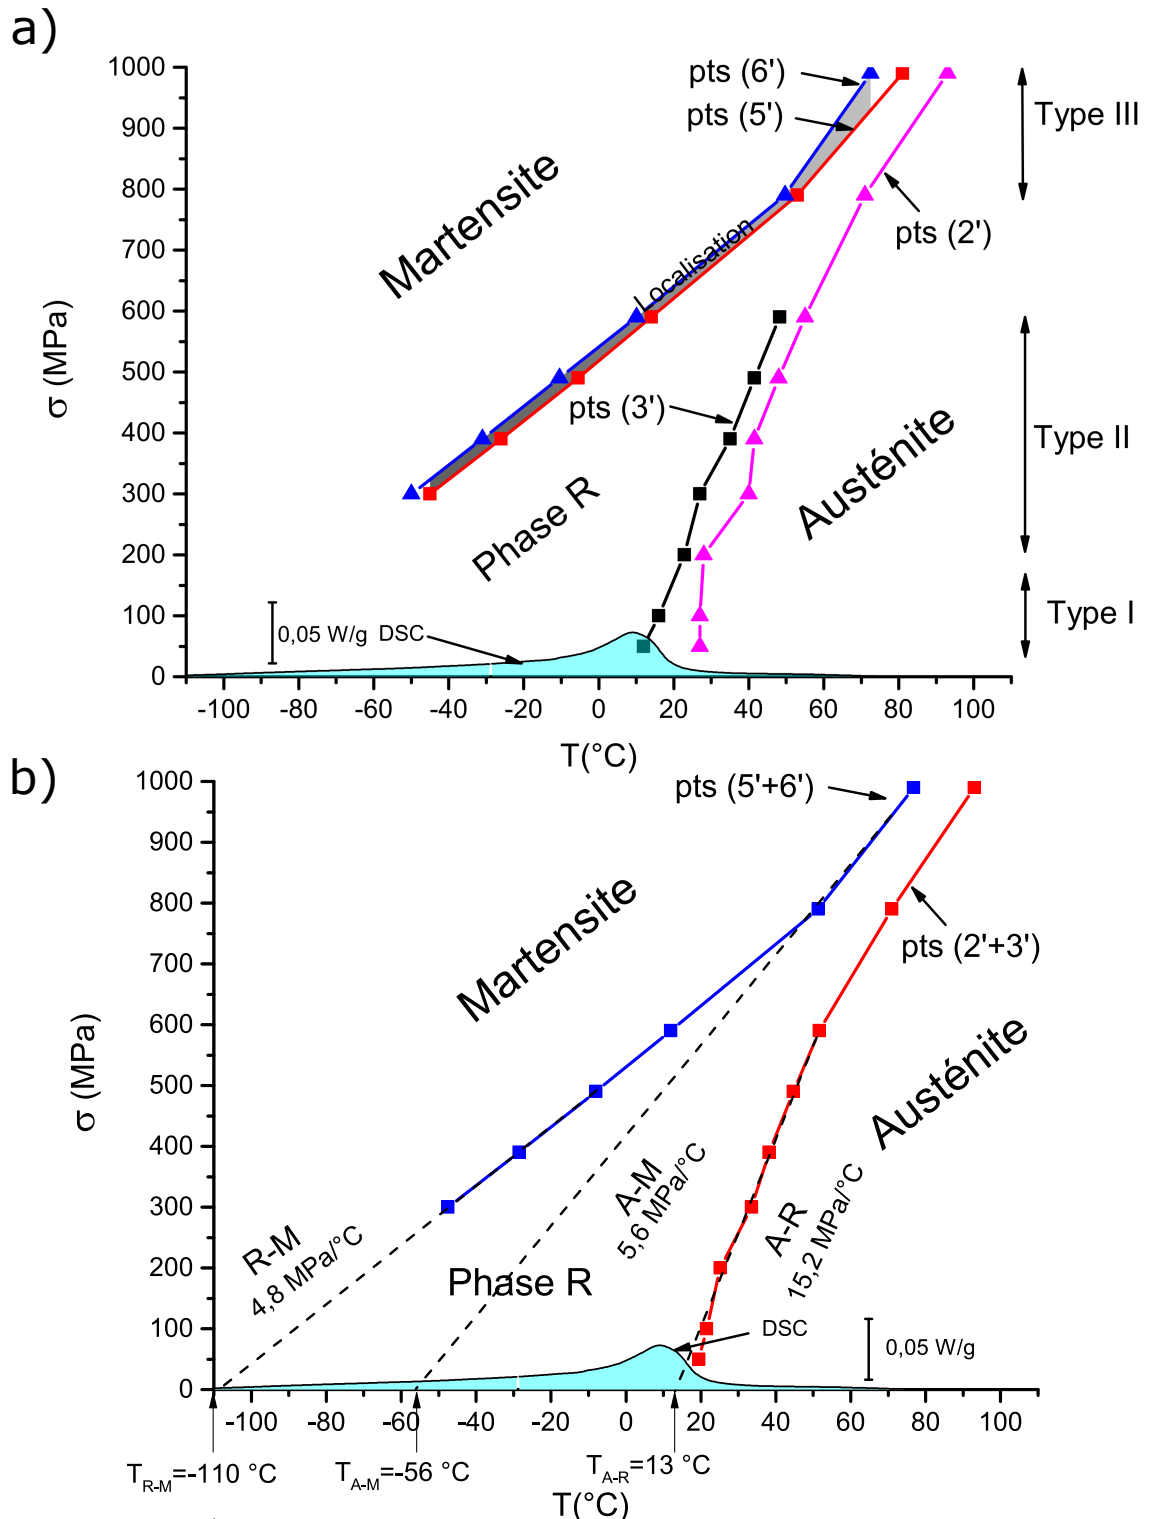 a)
1000
900
800
700
600
500
400
300
200
100
0
σ (MPa)
Martensite
pts (6')
pts (5')
pts (2')
Localisation
pts (3')
Phase R
Austénite
Type III
Type II
Type I
0,05 W/g
DSC
-100 -80 -60 -40 -20 0 20 40 60 80 100
T(°C)
b)
1000
900
800
700
600
500
400
300
200
100
0
σ (MPa)
Martensite
pts (5'+6')
pts (2'+3')
Austénite
R-M
4,8 MPa/°C
A-M
5,6 MPa/°C
A-R
15,2 MPa/°C
Phase R
DSC
0,05 W/g
-100 -80 -60 -40 -20 0 20 40 60 80 100
T_R-M=-110 °C
T_A-M=-56 °C
T_A-R=13 °C
T(°C)